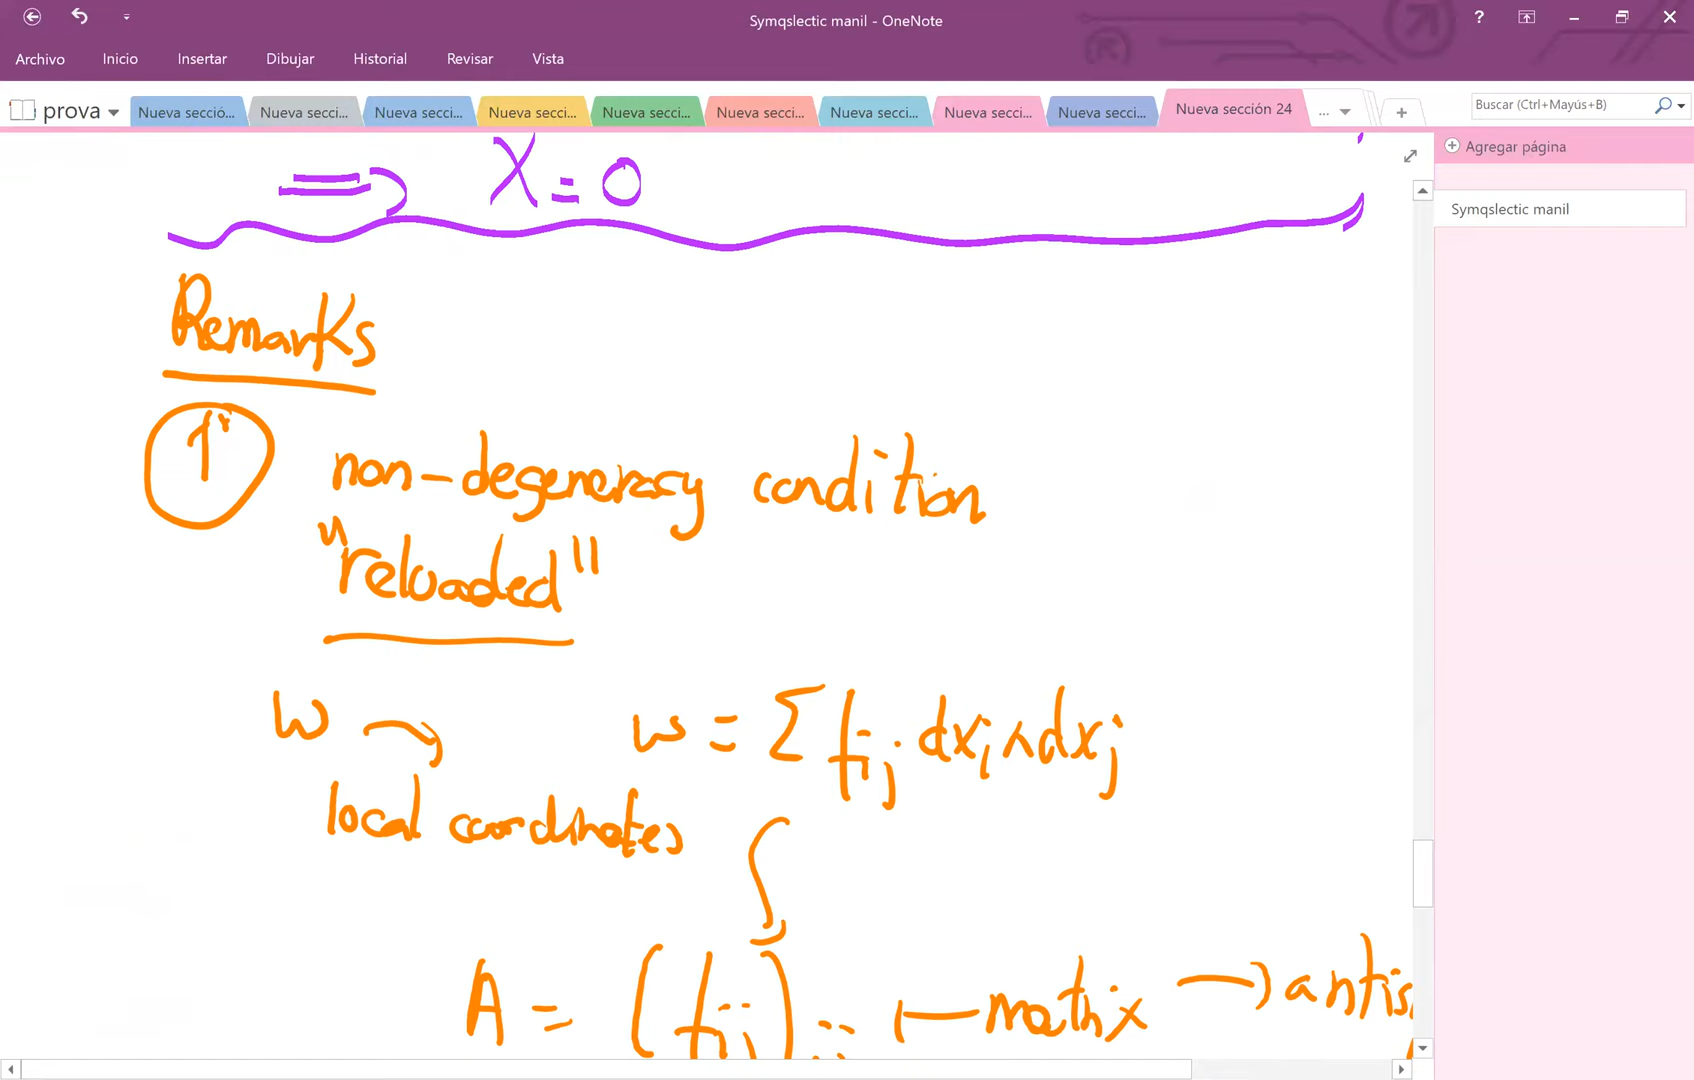 Symqslectic manil - OneNote
?
Archivo Inicio Insertar Dibujar Historial Revisar Vista
prova Nueva secció... Nueva secci... Nueva secci... Nueva secci... Nueva secci... Nueva secci... Nueva secci... Nueva secci... Nueva secci... Nueva sección 24 ... + Buscar (Ctrl+Mayús+B)
Agregar página
Symqslectic manil
⟹ X = 0
Remarks
1 non-degeneracy condition
"reloaded"
w → w = Σ fij dxi ∧ dxj
local coordinates
A = (fij)ij ← matrix → antis